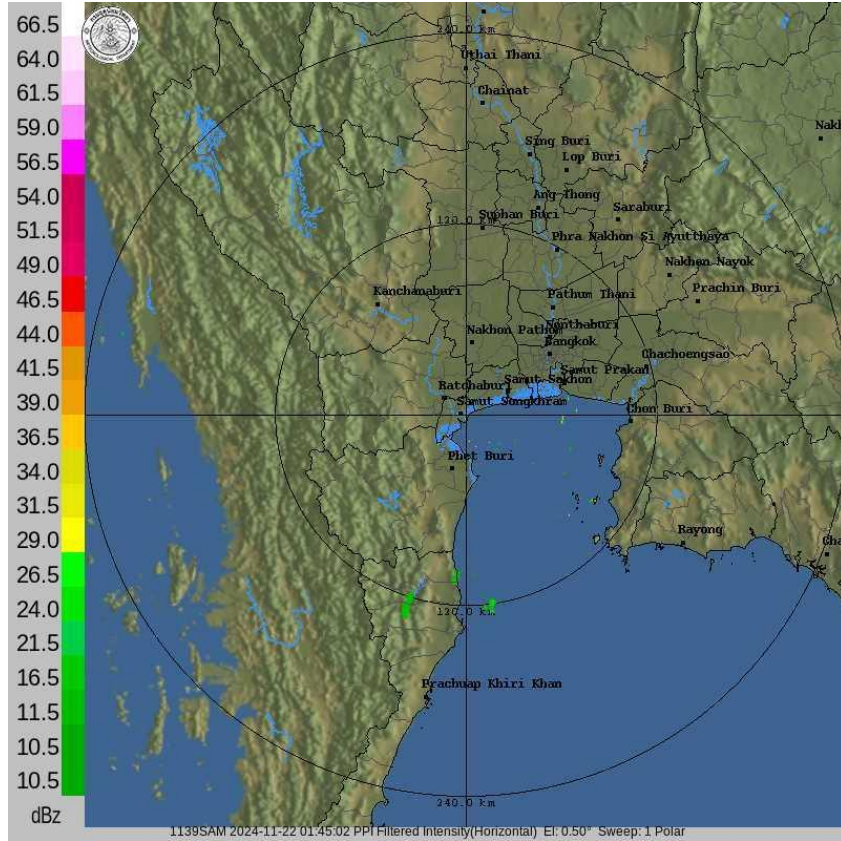 66.5
64.0
61.5
59.0
56.5
54.0
51.5
49.0
46.5
44.0
41.5
39.0
36.5
34.0
31.5
29.0
26.5
24.0
21.5
16.5
11.5
10.5
10.5
dBz
240.0 km
Uthai Thani
Chainat
Sing Buri
Lop Buri
Nakh
Ang Thong
Saraburi
Suphan Buri
120.0 km
Phra Nakhon Si Ayutthaya
Nakhon Nayok
Kanchanaburi
Prachin Buri
Pathum Thani
Nonthaburi
Nakhon Pathom
Bangkok
Chachoengsao
Samut Prakan
Samut Sakhon
Ratchaburi
Samut Songkhram
Chon Buri
Phet Buri
Rayong
Cha
120.0 km
Prachuap Khiri Khan
240.0 km
1139SAM 2024-11-22 01:45:02 PPI Filtered Intensity(Horizontal) El: 0.50° Sweep: 1 Polar